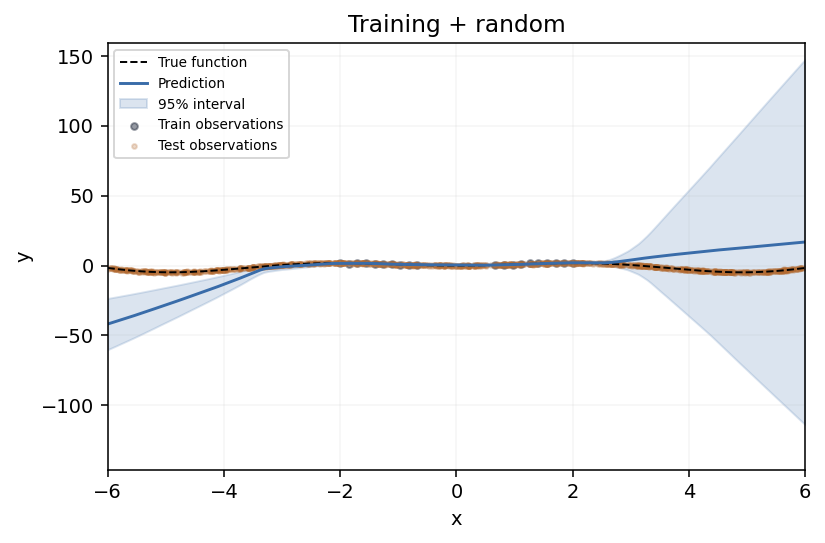 Training + random
150
100
50
0
−50
−100
y
True function
Prediction
95% interval
Train observations
Test observations
−6 −4 −2 0 2 4 6
x